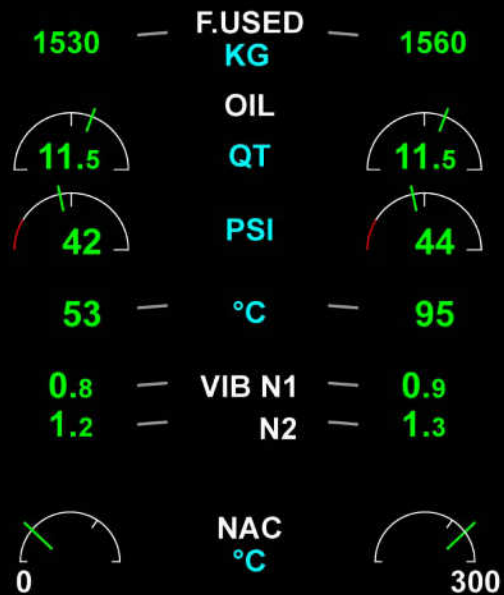 F.USED
1530 KG 1560
OIL
11.5 QT 11.5
42 PSI 44
53 °C 95
0.8 VIB N1 0.9
1.2 N2 1.3
NAC
°C
0 300